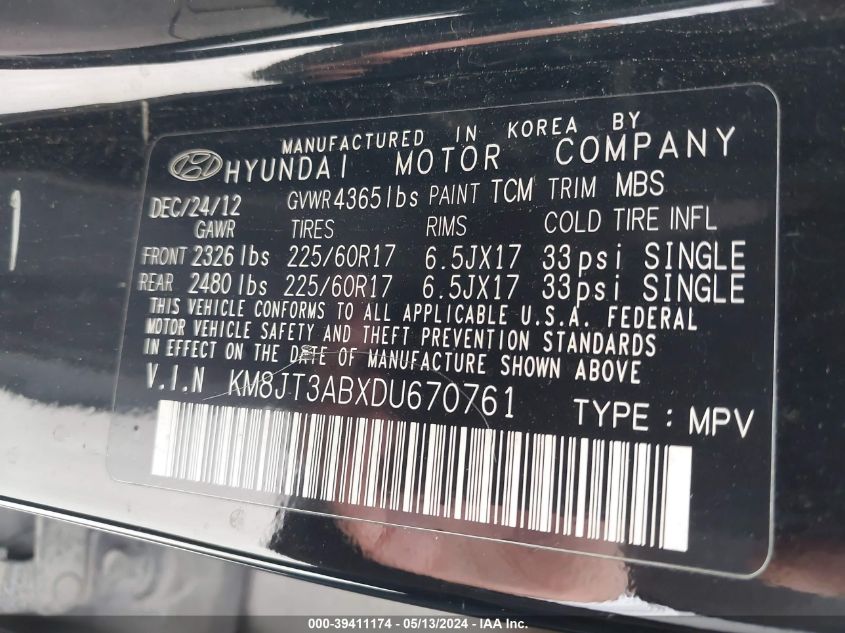 MANUFACTURED IN KOREA BY
HYUNDAI MOTOR COMPANY
DEC/24/12 GVWR 4365 lbs PAINT TCM TRIM MBS
GAWR TIRES RIMS COLD TIRE INFL
FRONT 2326 lbs 225/60R17 6.5JX17 33psi SINGLE
REAR 2480 lbs 225/60R17 6.5JX17 33psi SINGLE
THIS VEHICLE CONFORMS TO ALL APPLICABLE U.S.A. FEDERAL
MOTOR VEHICLE SAFETY AND THEFT PREVENTION STANDARDS
IN EFFECT ON THE DATE OF MANUFACTURE SHOWN ABOVE.
V.I.N KM8JT3ABXDU670761 TYPE : MPV
000-39411174 - 05/13/2024 - IAA Inc.